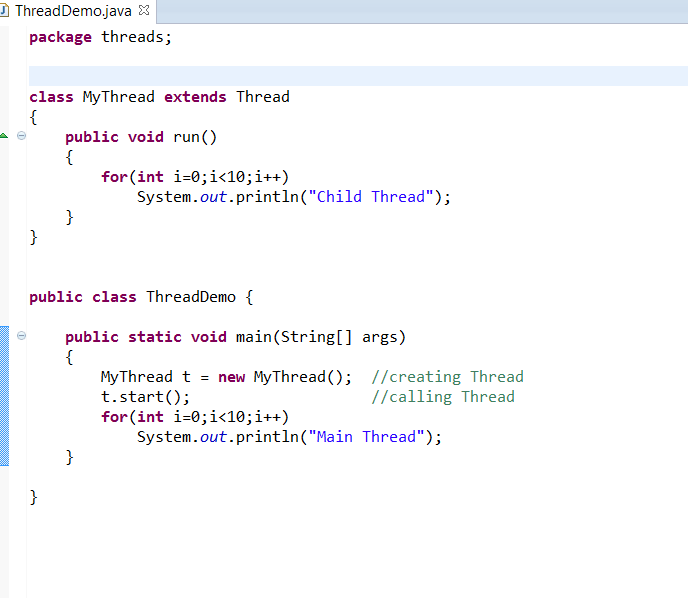 ThreadDemo.java
package threads;
class MyThread extends Thread
{
    public void run()
    {
        for(int i=0;i<10;i++)
            System.out.println("Child Thread");
    }
}
public class ThreadDemo {
    public static void main(String[] args)
    {
        MyThread t = new MyThread();  //creating Thread
        t.start();                    //calling Thread
        for(int i=0;i<10;i++)
            System.out.println("Main Thread");
    }
}